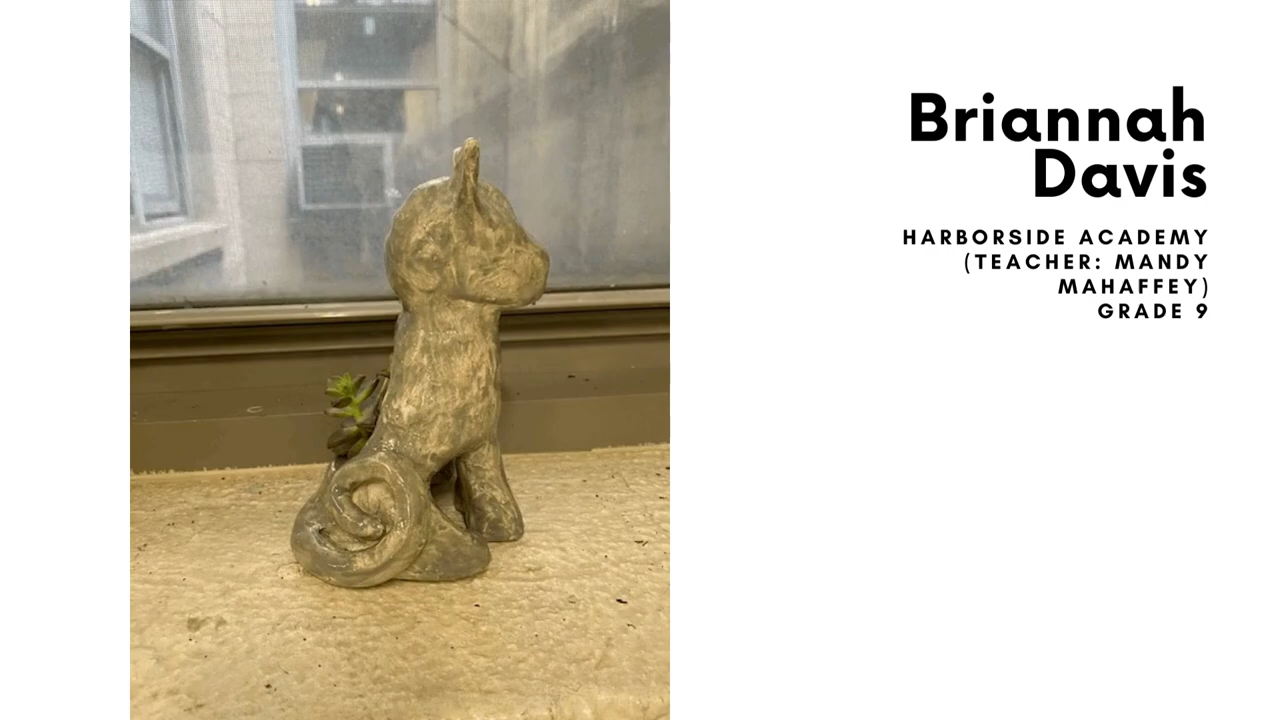 Briannah
Davis
HARBORSIDE ACADEMY
(TEACHER: MANDY
MAHAFFEY)
GRADE 9